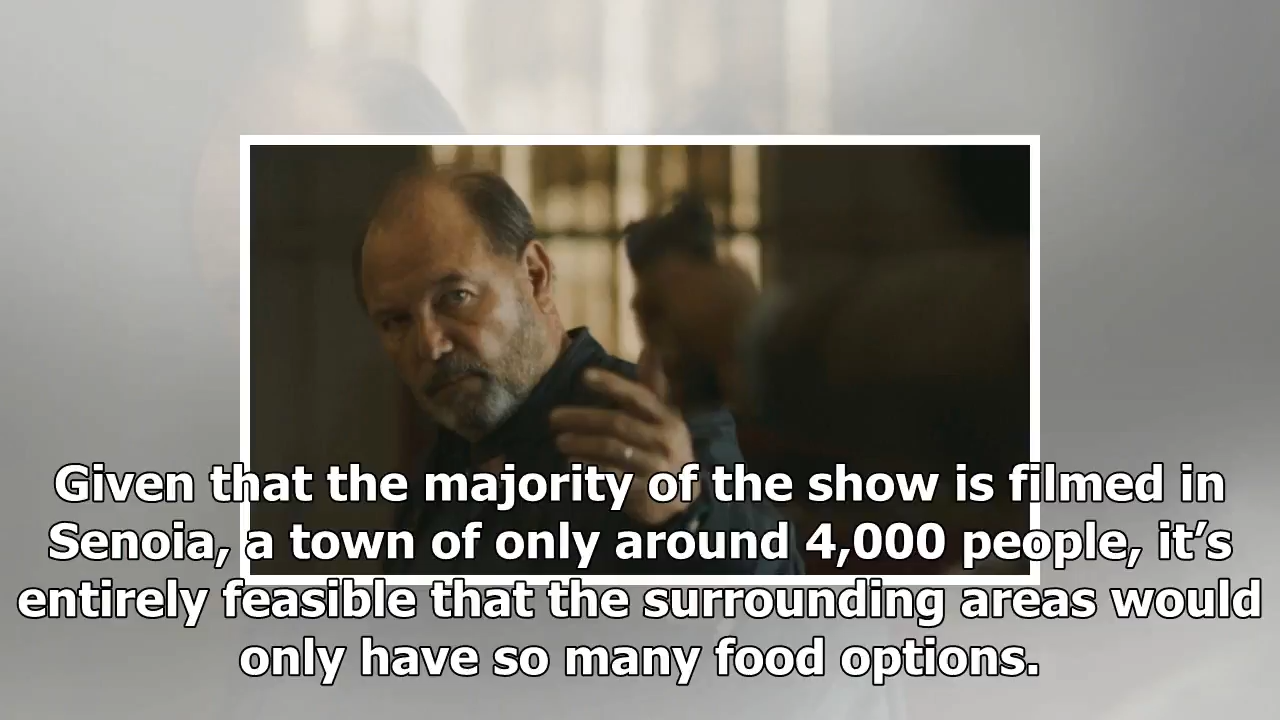 Given that the majority of the show is filmed in
Senoia, a town of only around 4,000 people, it’s
entirely feasible that the surrounding areas would
only have so many food options.